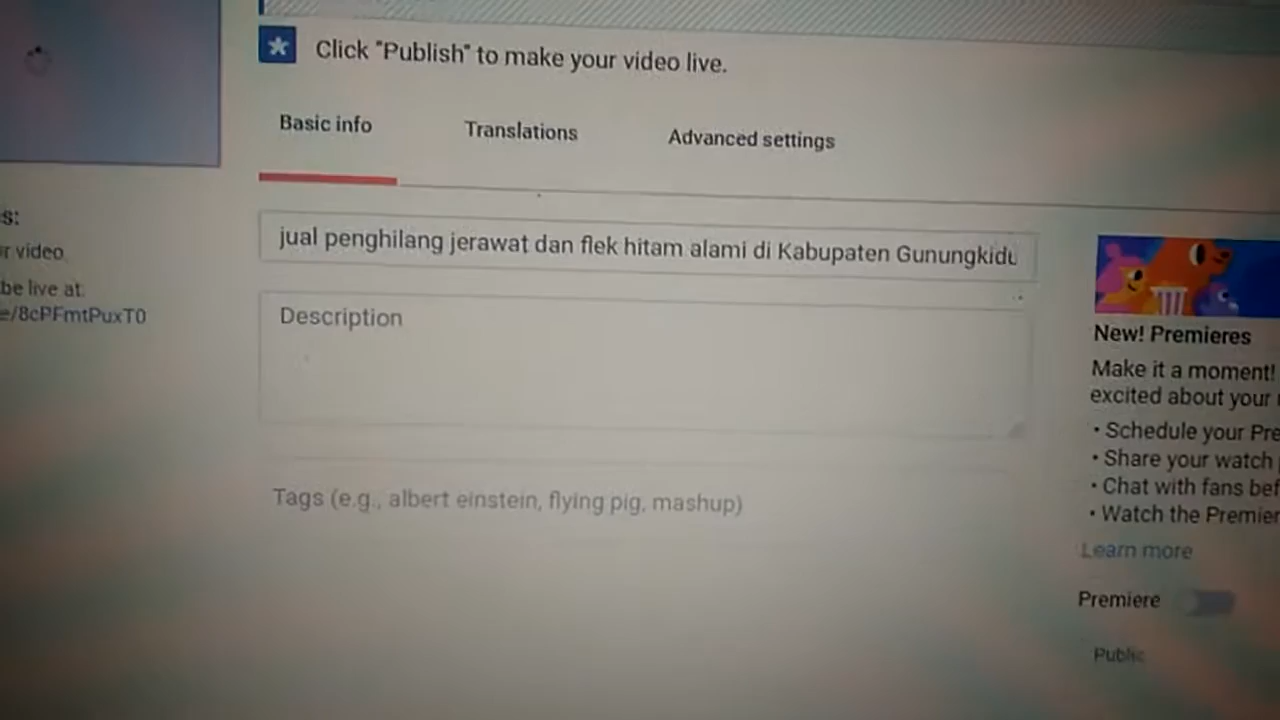 Click "Publish" to make your video live.
Basic info
Translations
Advanced settings
s:
r video
be live at:
e/8cPFmtPuxT0
jual penghilang jerawat dan flek hitam alami di Kabupaten Gunungkidu
Description
Tags (e.g., albert einstein, flying pig, mashup)
New! Premieres
Make it a moment!
excited about your
• Schedule your Pre
• Share your watch
• Chat with fans bef
• Watch the Premier
Learn more
Premiere
Public